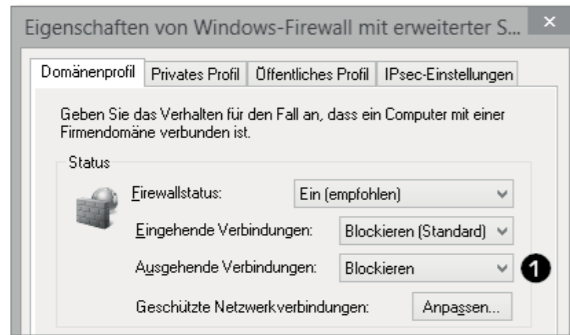 Eigenschaften von Windows-Firewall mit erweiterter S...
Domänenprofil Privates Profil Öffentliches Profil IPsec-Einstellungen
Geben Sie das Verhalten für den Fall an, dass ein Computer mit einer
Firmendomäne verbunden ist.
Status
Firewallstatus: Ein (empfohlen)
Eingehende Verbindungen: Blockieren (Standard)
Ausgehende Verbindungen: Blockieren 1
Geschützte Netzwerkverbindungen: Anpassen...